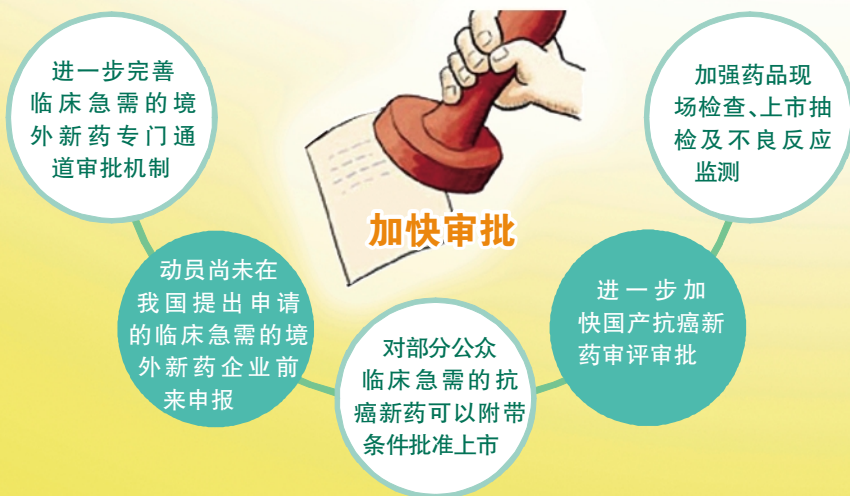 进一步完善
临床急需的境
外新药专门通
道审批机制
动员尚未在
我国提出申请
的临床急需的境
外新药企业前
来申报
加快审批
对部分公众
临床急需的抗
癌新药可以附带
条件批准上市
进一步加
快国产抗癌新
药审评审批
加强药品现
场检查、上市抽
检及不良反应
监测